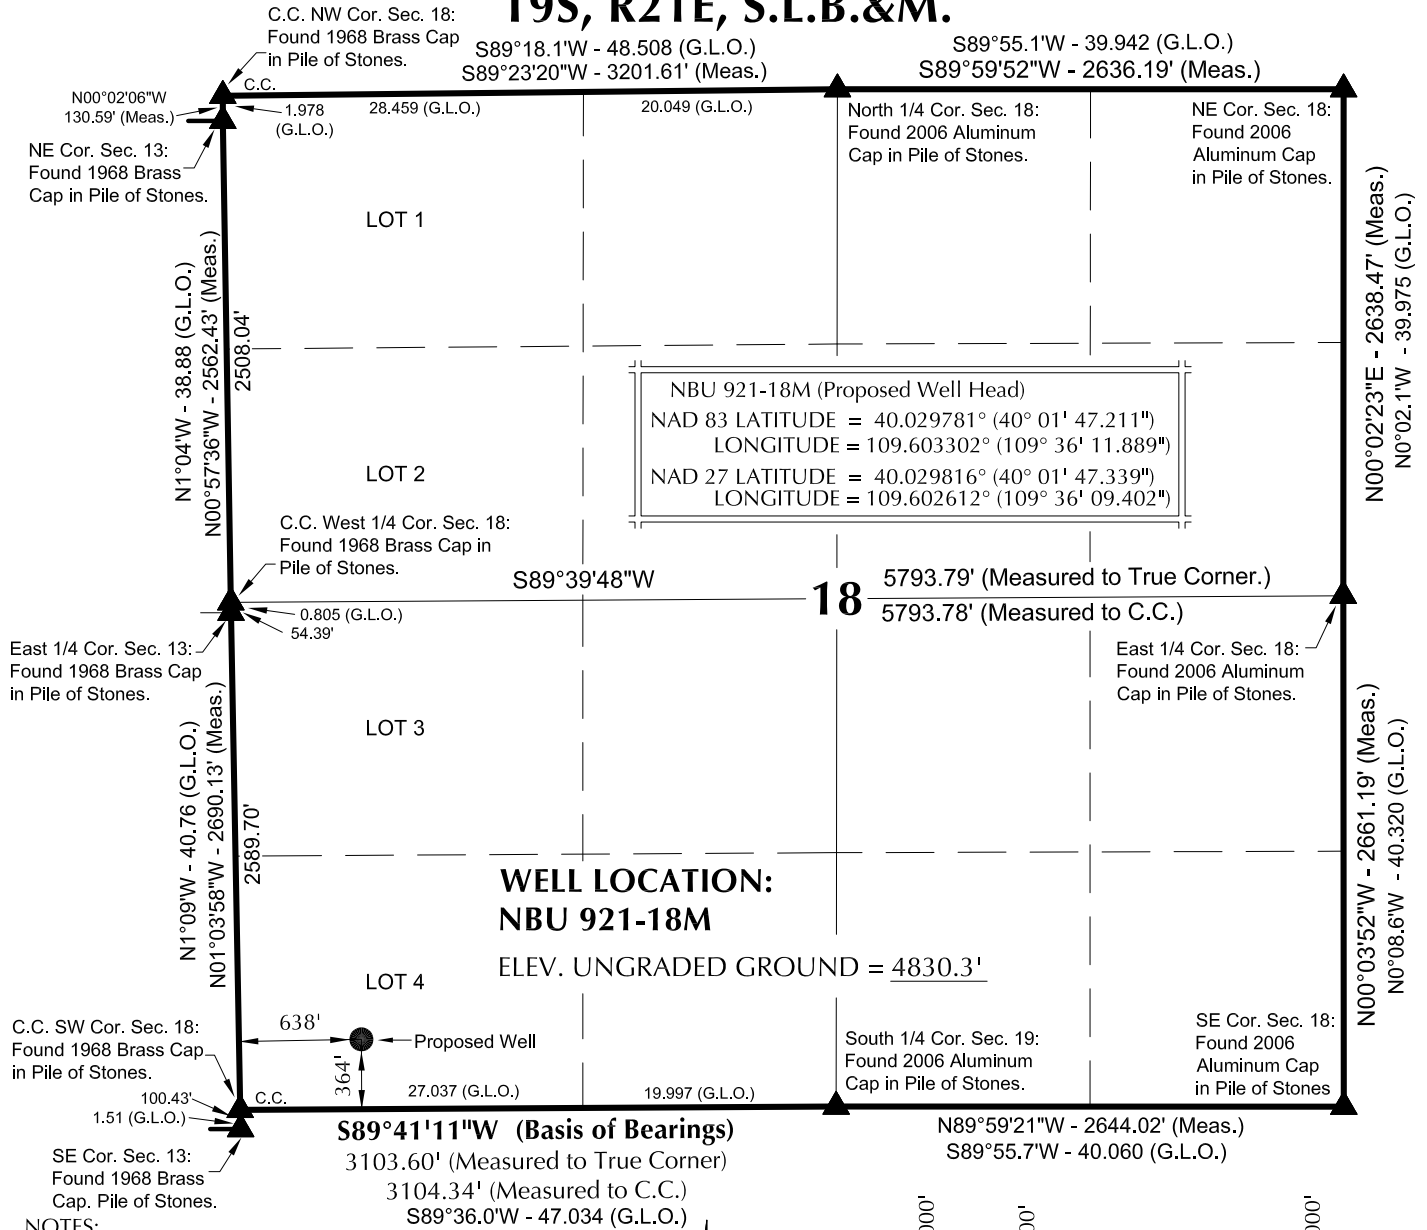 T9S, R21E, S.L.B.&M.
C.C. NW Cor. Sec. 18:
Found 1968 Brass Cap
in Pile of Stones.
S89°18.1'W - 48.508 (G.L.O.)
S89°23'20"W - 3201.61' (Meas.)
S89°55.1'W - 39.942 (G.L.O.)
S89°59'52"W - 2636.19' (Meas.)
C.C.
N00°02'06"W
130.59' (Meas.)
1.978
(G.L.O.)
28.459 (G.L.O.)
20.049 (G.L.O.)
North 1/4 Cor. Sec. 18:
Found 2006 Aluminum
Cap in Pile of Stones.
NE Cor. Sec. 18:
Found 2006
Aluminum Cap
in Pile of Stones.
NE Cor. Sec. 13:
Found 1968 Brass
Cap in Pile of Stones.
LOT 1
N1°04'W - 38.88 (G.L.O.)
N00°57'36"W - 2562.43' (Meas.)
2508.04'
N00°02'23"E - 2638.47' (Meas.)
N0°02.1'W - 39.975 (G.L.O.)
NBU 921-18M (Proposed Well Head)
NAD 83 LATITUDE = 40.029781° (40° 01' 47.211")
LONGITUDE = 109.603302° (109° 36' 11.889")
NAD 27 LATITUDE = 40.029816° (40° 01' 47.339")
LONGITUDE = 109.602612° (109° 36' 09.402")
LOT 2
C.C. West 1/4 Cor. Sec. 18:
Found 1968 Brass Cap in
Pile of Stones.
S89°39'48"W
18
5793.79' (Measured to True Corner.)
5793.78' (Measured to C.C.)
0.805 (G.L.O.)
54.39'
East 1/4 Cor. Sec. 13:
Found 1968 Brass Cap
in Pile of Stones.
East 1/4 Cor. Sec. 18:
Found 2006 Aluminum
Cap in Pile of Stones.
LOT 3
N1°09'W - 40.76 (G.L.O.)
N01°03'58"W - 2690.13' (Meas.)
2589.70'
N00°03'52"W - 2661.19' (Meas.)
N0°08.6'W - 40.320 (G.L.O.)
WELL LOCATION:
NBU 921-18M
ELEV. UNGRADED GROUND = 4830.3'
LOT 4
C.C. SW Cor. Sec. 18:
Found 1968 Brass Cap
in Pile of Stones.
638'
Proposed Well
364'
South 1/4 Cor. Sec. 19:
Found 2006 Aluminum
Cap in Pile of Stones.
SE Cor. Sec. 18:
Found 2006
Aluminum Cap
in Pile of Stones
100.43'
1.51 (G.L.O.)
C.C.
27.037 (G.L.O.)
19.997 (G.L.O.)
S89°41'11"W (Basis of Bearings)
3103.60' (Measured to True Corner)
3104.34' (Measured to C.C.)
S89°36.0'W - 47.034 (G.L.O.)
N89°59'21"W - 2644.02' (Meas.)
S89°55.7'W - 40.060 (G.L.O.)
SE Cor. Sec. 13:
Found 1968 Brass
Cap. Pile of Stones.
NOTES: